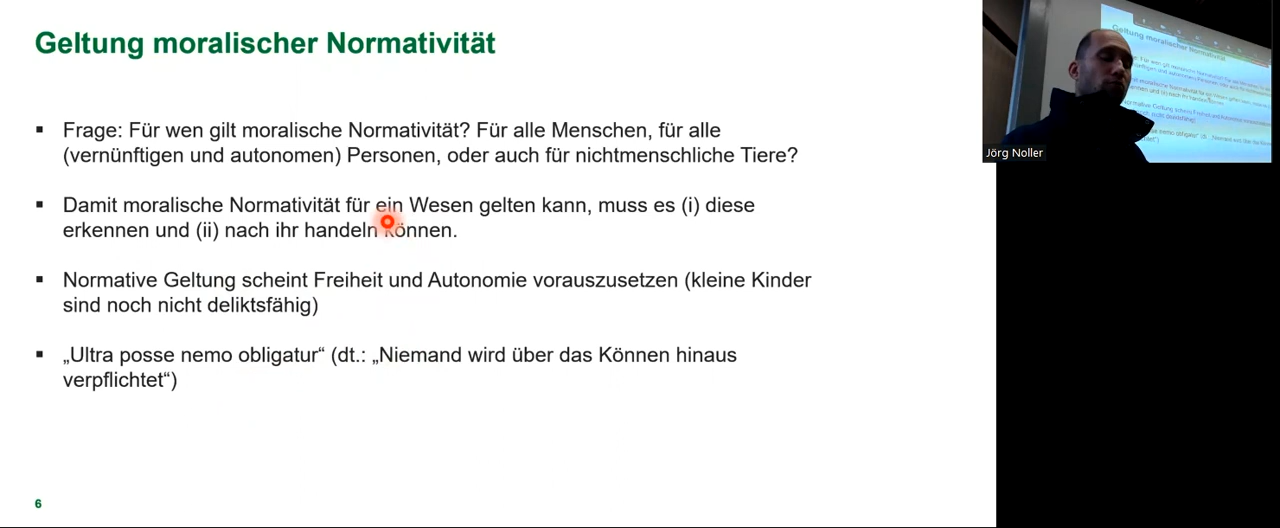 Geltung moralischer Normativität
▪ Frage: Für wen gilt moralische Normativität? Für alle Menschen, für alle
(vernünftigen und autonomen) Personen, oder auch für nichtmenschliche Tiere?
▪ Damit moralische Normativität für ein Wesen gelten kann, muss es (i) diese
erkennen und (ii) nach ihr handeln können.
▪ Normative Geltung scheint Freiheit und Autonomie vorauszusetzen (kleine Kinder
sind noch nicht deliktsfähig)
▪ „Ultra posse nemo obligatur“ (dt.: „Niemand wird über das Können hinaus
verpflichtet“)
6
Geltung moralischer Normativität
Jörg Noller